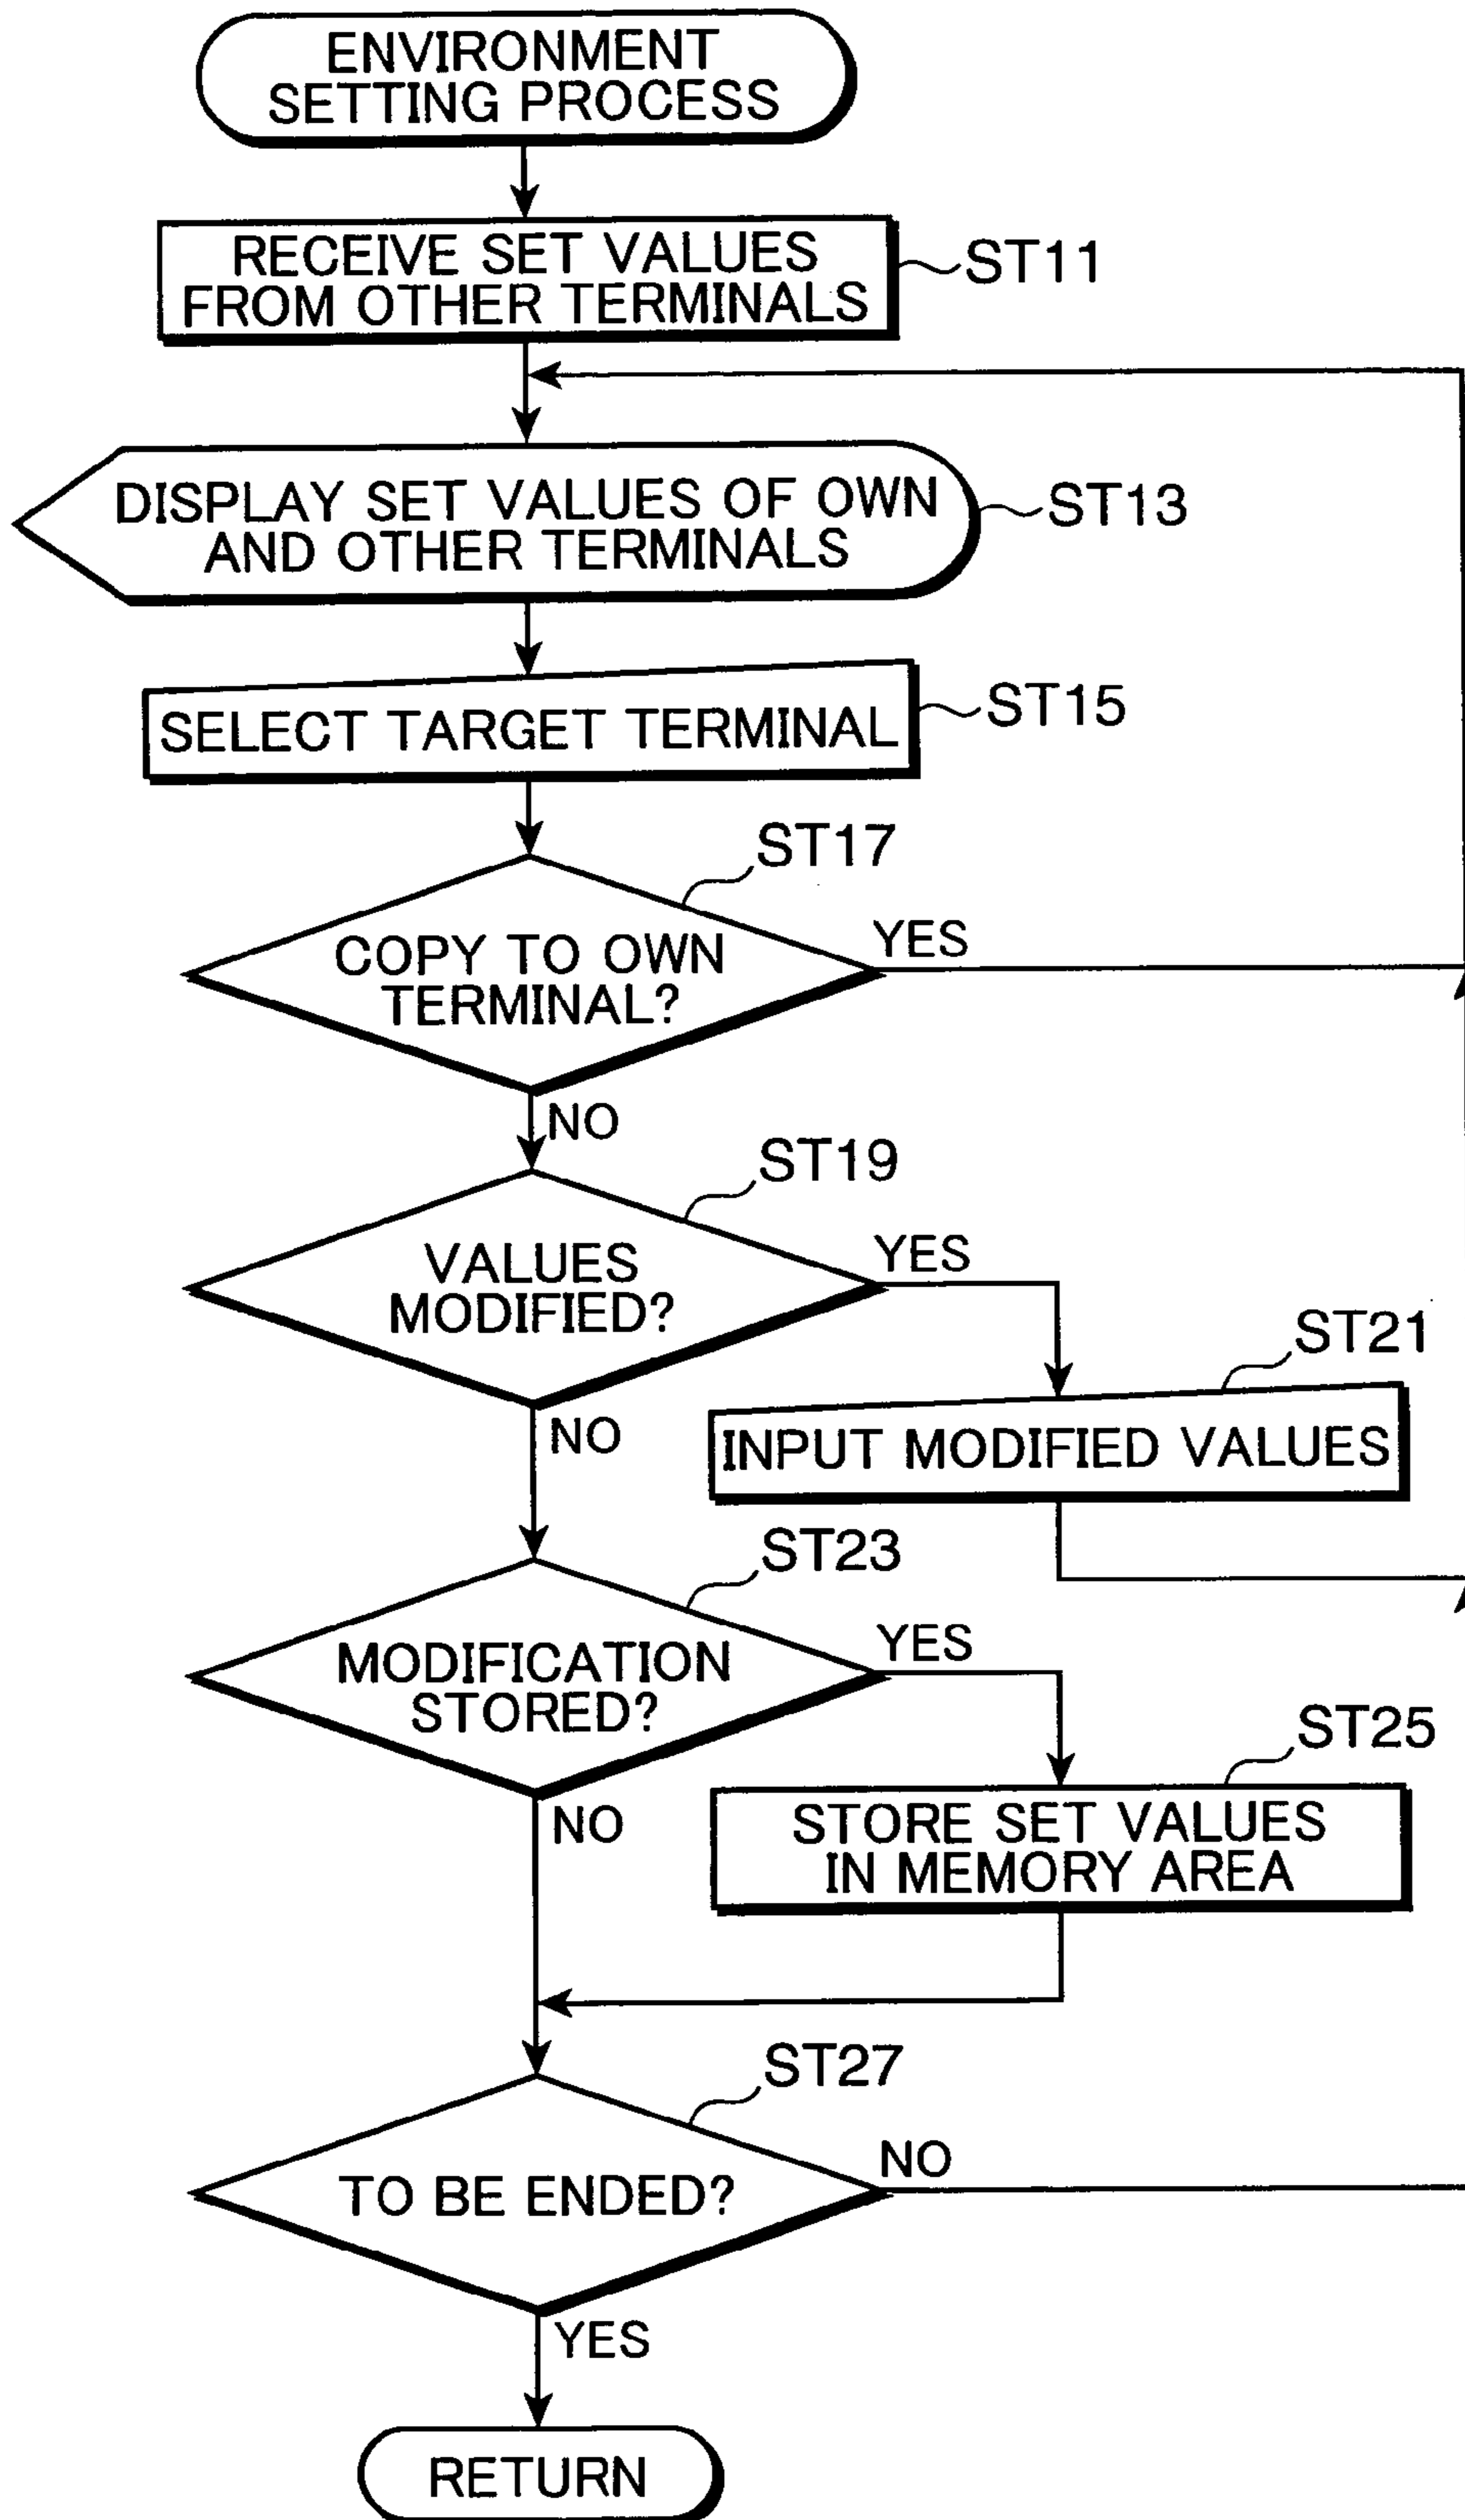 ENVIRONMENT
SETTING PROCESS
RECEIVE SET VALUES
FROM OTHER TERMINALS
ST11
DISPLAY SET VALUES OF OWN
AND OTHER TERMINALS
ST13
SELECT TARGET TERMINAL
ST15
ST17
COPY TO OWN
TERMINAL?
YES
NO
ST19
VALUES
MODIFIED?
YES
NO
ST21
INPUT MODIFIED VALUES
ST23
MODIFICATION
STORED?
YES
NO
ST25
STORE SET VALUES
IN MEMORY AREA
ST27
TO BE ENDED?
NO
YES
RETURN